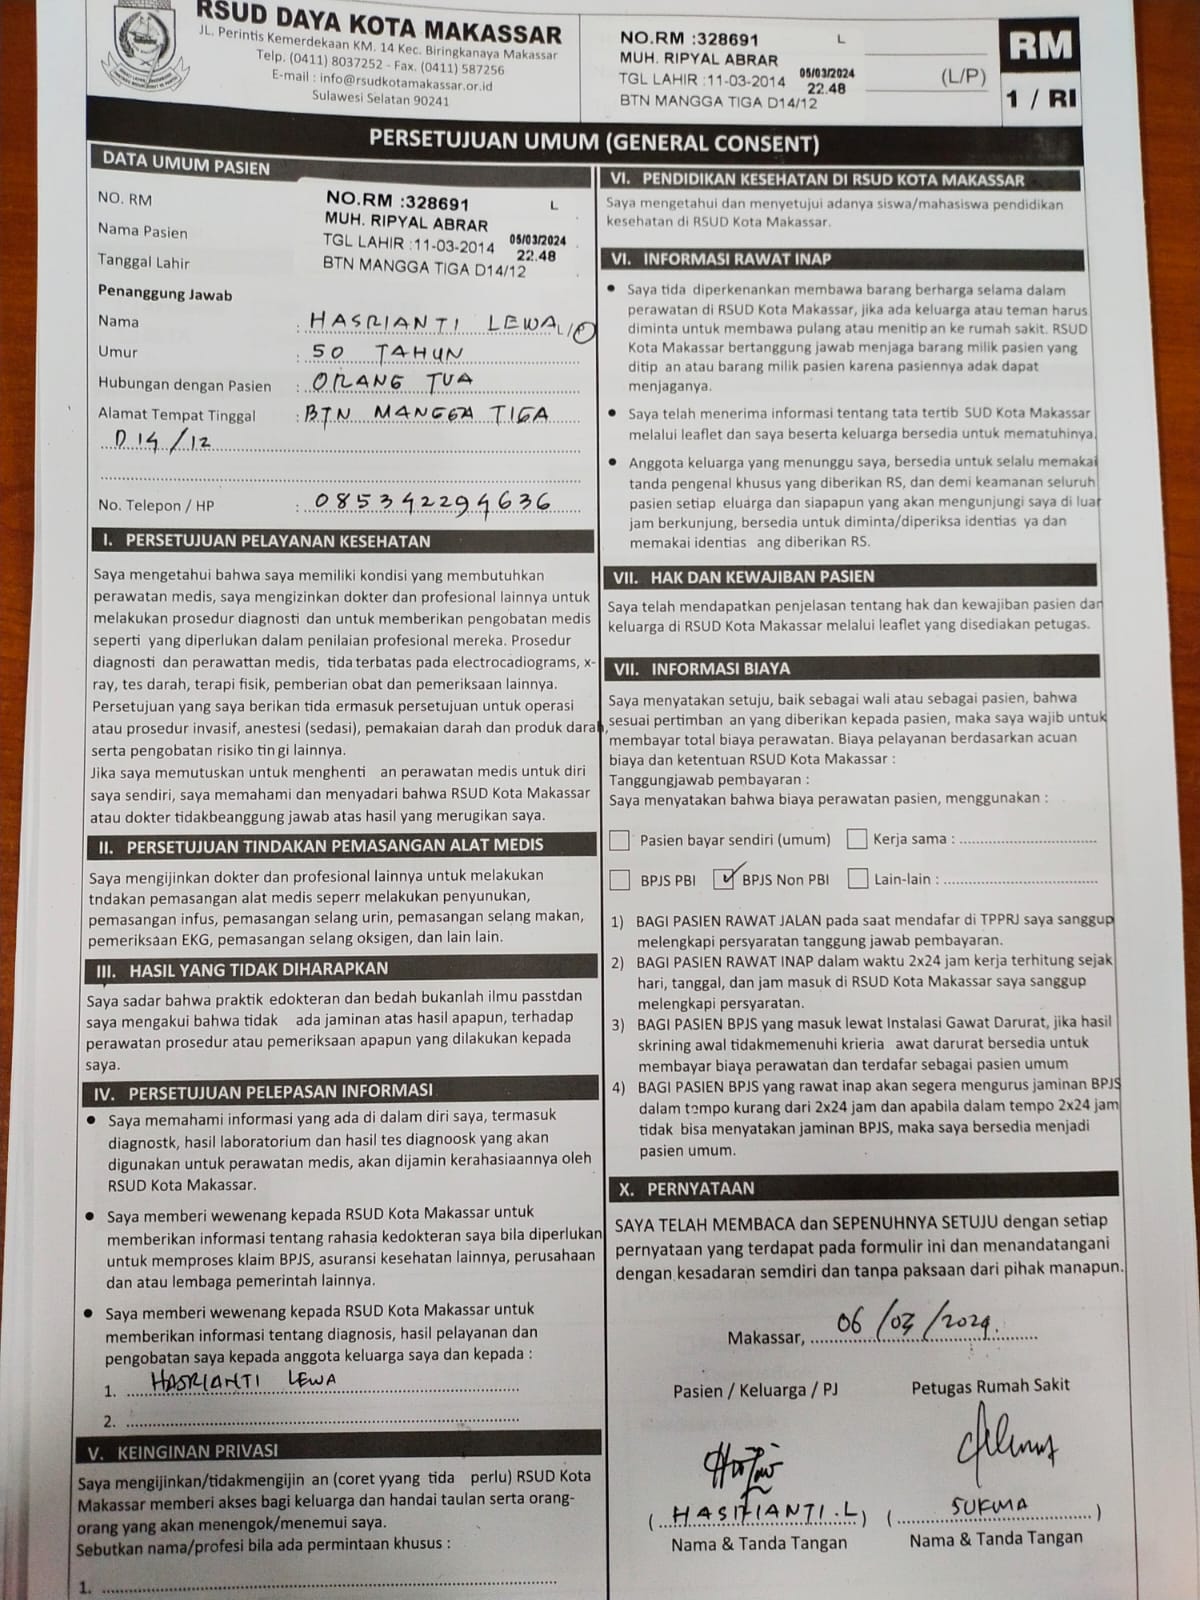 RSUD DAYA KOTA MAKASSAR
JL. Perintis Kemerdekaan KM. 14 Kec. Biringkanaya Makassar
Telp. (0411) 8037252 - Fax. (0411) 587256
E-mail : info@rsudkotamakassar.or.id
Sulawesi Selatan 90241
NO.RM :328691 L
MUH. RIPYAL ABRAR
TGL LAHIR :11-03-2014 05/03/2024 22.48
BTN MANGGA TIGA D14/12
(L/P)
RM
1 / RI
PERSETUJUAN UMUM (GENERAL CONSENT)
DATA UMUM PASIEN
NO. RM
Nama Pasien
Tanggal Lahir
NO.RM :328691 L
MUH. RIPYAL ABRAR
TGL LAHIR :11-03-2014 05/03/2024 22.48
BTN MANGGA TIGA D14/12
Penanggung Jawab
Nama : HASRIANTI LEWA L/P
Umur : 50 TAHUN
Hubungan dengan Pasien : ORANG TUA
Alamat Tempat Tinggal : BTN MANGGA TIGA
D 14/12
No. Telepon / HP : 085342294636
I. PERSETUJUAN PELAYANAN KESEHATAN
Saya mengetahui bahwa saya memiliki kondisi yang membutuhkan
perawatan medis, saya mengizinkan dokter dan profesional lainnya untuk
melakukan prosedur diagnosti dan untuk memberikan pengobatan medis
seperti yang diperlukan dalam penilaian profesional mereka. Prosedur
diagnosti dan perawattan medis, tida terbatas pada electrocadiograms, x-
ray, tes darah, terapi fisik, pemberian obat dan pemeriksaan lainnya.
Persetujuan yang saya berikan tida ermasuk persetujuan untuk operasi
atau prosedur invasif, anestesi (sedasi), pemakaian darah dan produk darah,
serta pengobatan risiko tingi lainnya.
Jika saya memutuskan untuk menghenti an perawatan medis untuk diri
saya sendiri, saya memahami dan menyadari bahwa RSUD Kota Makassar
atau dokter tidakbeanggung jawab atas hasil yang merugikan saya.
II. PERSETUJUAN TINDAKAN PEMASANGAN ALAT MEDIS
Saya mengijinkan dokter dan profesional lainnya untuk melakukan
tndakan pemasangan alat medis seperr melakukan penyunukan,
pemasangan infus, pemasangan selang urin, pemasangan selang makan,
pemeriksaan EKG, pemasangan selang oksigen, dan lain lain.
III. HASIL YANG TIDAK DIHARAPKAN
Saya sadar bahwa praktik edokteran dan bedah bukanlah ilmu passtdan
saya mengakui bahwa tidak ada jaminan atas hasil apapun, terhadap
perawatan prosedur atau pemeriksaan apapun yang dilakukan kepada
saya.
IV. PERSETUJUAN PELEPASAN INFORMASI
• Saya memahami informasi yang ada di dalam diri saya, termasuk
diagnostk, hasil laboratorium dan hasil tes diagnoosk yang akan
digunakan untuk perawatan medis, akan dijamin kerahasiaannya oleh
RSUD Kota Makassar.
• Saya memberi wewenang kepada RSUD Kota Makassar untuk
memberikan informasi tentang rahasia kedokteran saya bila diperlukan
untuk memproses klaim BPJS, asuransi kesehatan lainnya, perusahaan
dan atau lembaga pemerintah lainnya.
• Saya memberi wewenang kepada RSUD Kota Makassar untuk
memberikan informasi tentang diagnosis, hasil pelayanan dan
pengobatan saya kepada anggota keluarga saya dan kepada :
1. HASRIANTI LEWA
2.
V. KEINGINAN PRIVASI
Saya mengijinkan/tidakmengijin an (coret yyang tida perlu) RSUD Kota
Makassar memberi akses bagi keluarga dan handai taulan serta orang-
orang yang akan menengok/menemui saya.
Sebutkan nama/profesi bila ada permintaan khusus :
1.
VI. PENDIDIKAN KESEHATAN DI RSUD KOTA MAKASSAR
Saya mengetahui dan menyetujui adanya siswa/mahasiswa pendidikan
kesehatan di RSUD Kota Makassar.
VI. INFORMASI RAWAT INAP
• Saya tida diperkenankan membawa barang berharga selama dalam
perawatan di RSUD Kota Makassar, jika ada keluarga atau teman harus
diminta untuk membawa pulang atau menitip an ke rumah sakit. RSUD
Kota Makassar bertanggung jawab menjaga barang milik pasien yang
ditip an atau barang milik pasien karena pasiennya adak dapat
menjaganya.
• Saya telah menerima informasi tentang tata tertib SUD Kota Makassar
melalui leaflet dan saya beserta keluarga bersedia untuk mematuhinya.
• Anggota keluarga yang menunggu saya, bersedia untuk selalu memakai
tanda pengenal khusus yang diberikan RS, dan demi keamanan seluruh
pasien setiap eluarga dan siapapun yang akan mengunjungi saya di luar
jam berkunjung, bersedia untuk diminta/diperiksa identias ya dan
memakai identias ang diberikan RS.
VII. HAK DAN KEWAJIBAN PASIEN
Saya telah mendapatkan penjelasan tentang hak dan kewajiban pasien dan
keluarga di RSUD Kota Makassar melalui leaflet yang disediakan petugas.
VII. INFORMASI BIAYA
Saya menyatakan setuju, baik sebagai wali atau sebagai pasien, bahwa
sesuai pertimban an yang diberikan kepada pasien, maka saya wajib untuk
membayar total biaya perawatan. Biaya pelayanan berdasarkan acuan
biaya dan ketentuan RSUD Kota Makassar :
Tanggungjawab pembayaran :
Saya menyatakan bahwa biaya perawatan pasien, menggunakan :
Pasien bayar sendiri (umum) Kerja sama :
BPJS PBI ✓ BPJS Non PBI Lain-lain :
1) BAGI PASIEN RAWAT JALAN pada saat mendafar di TPPRJ saya sanggup
melengkapi persyaratan tanggung jawab pembayaran.
2) BAGI PASIEN RAWAT INAP dalam waktu 2x24 jam kerja terhitung sejak
hari, tanggal, dan jam masuk di RSUD Kota Makassar saya sanggup
melengkapi persyaratan.
3) BAGI PASIEN BPJS yang masuk lewat Instalasi Gawat Darurat, jika hasil
skrining awal tidakmemenuhi krieria awat darurat bersedia untuk
membayar biaya perawatan dan terdafar sebagai pasien umum
4) BAGI PASIEN BPJS yang rawat inap akan segera mengurus jaminan BPJS
dalam tempo kurang dari 2x24 jam dan apabila dalam tempo 2x24 jam
tidak bisa menyatakan jaminan BPJS, maka saya bersedia menjadi
pasien umum.
X. PERNYATAAN
SAYA TELAH MEMBACA dan SEPENUHNYA SETUJU dengan setiap
pernyataan yang terdapat pada formulir ini dan menandatangani
dengan kesadaran semdiri dan tanpa paksaan dari pihak manapun.
Makassar, 06/03/2024.
Pasien / Keluarga / PJ Petugas Rumah Sakit
( HASRIANTI.L ) ( SUKMA )
Nama & Tanda Tangan Nama & Tanda Tangan